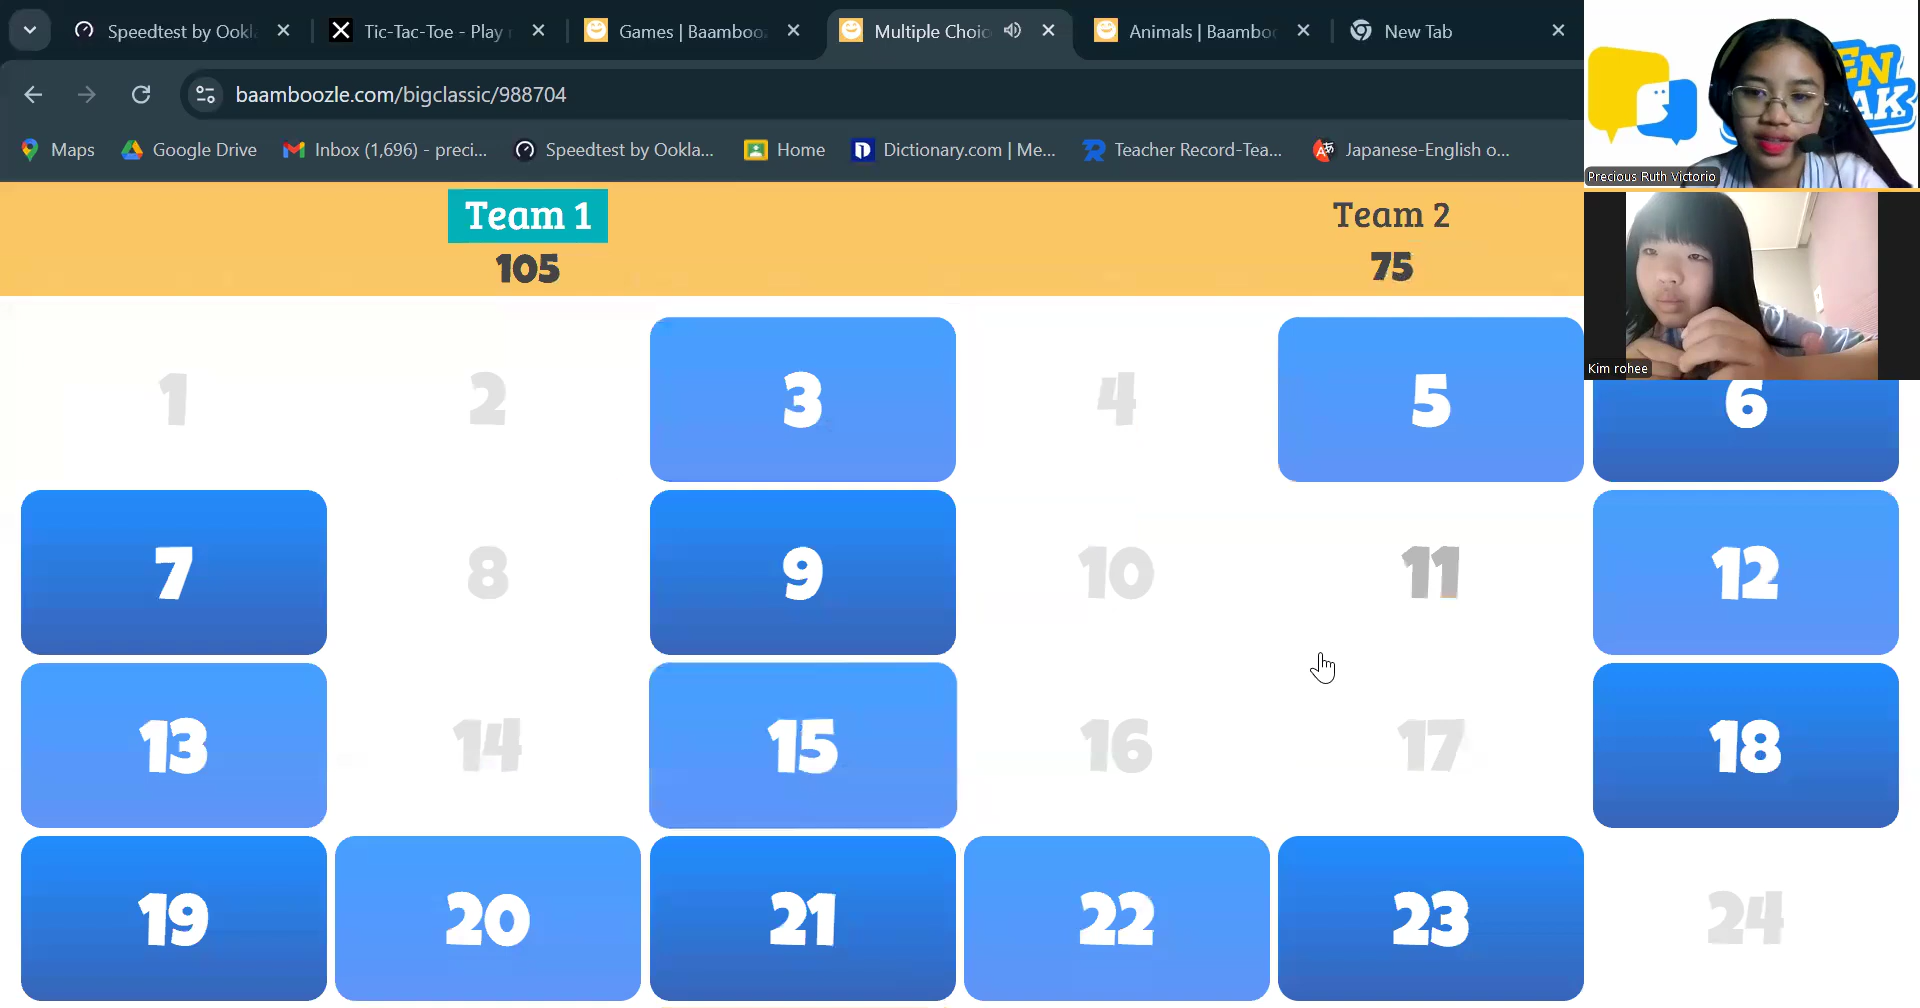 Speedtest by Ookl
Tic-Tac-Toe - Play
Games | Baamboo
Multiple Choic
Animals | Bamboo
New Tab
baamboozle.com/bigclassic/988704
Maps
Google Drive
Inbox (1,696) - preci...
Speedtest by Ookla...
Home
Dictionary.com | Me...
Teacher Record-Tea...
Japanese-English o...
EN
AK
Precious Ruth Victorio
Kim rohee
Team 1
105
Team 2
75
1
2
3
4
5
6
7
8
9
10
11
12
13
14
15
16
17
18
19
20
21
22
23
24